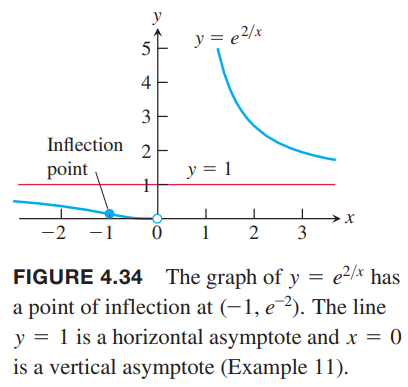 y
y = e^{2/x}
5
4
3
Inflection
2
point
y = 1
1
x
−2 −1 0 1 2 3
FIGURE 4.34 The graph of y = e^{2/x} has
a point of inflection at (−1, e^{−2}). The line
y = 1 is a horizontal asymptote and x = 0
is a vertical asymptote (Example 11).